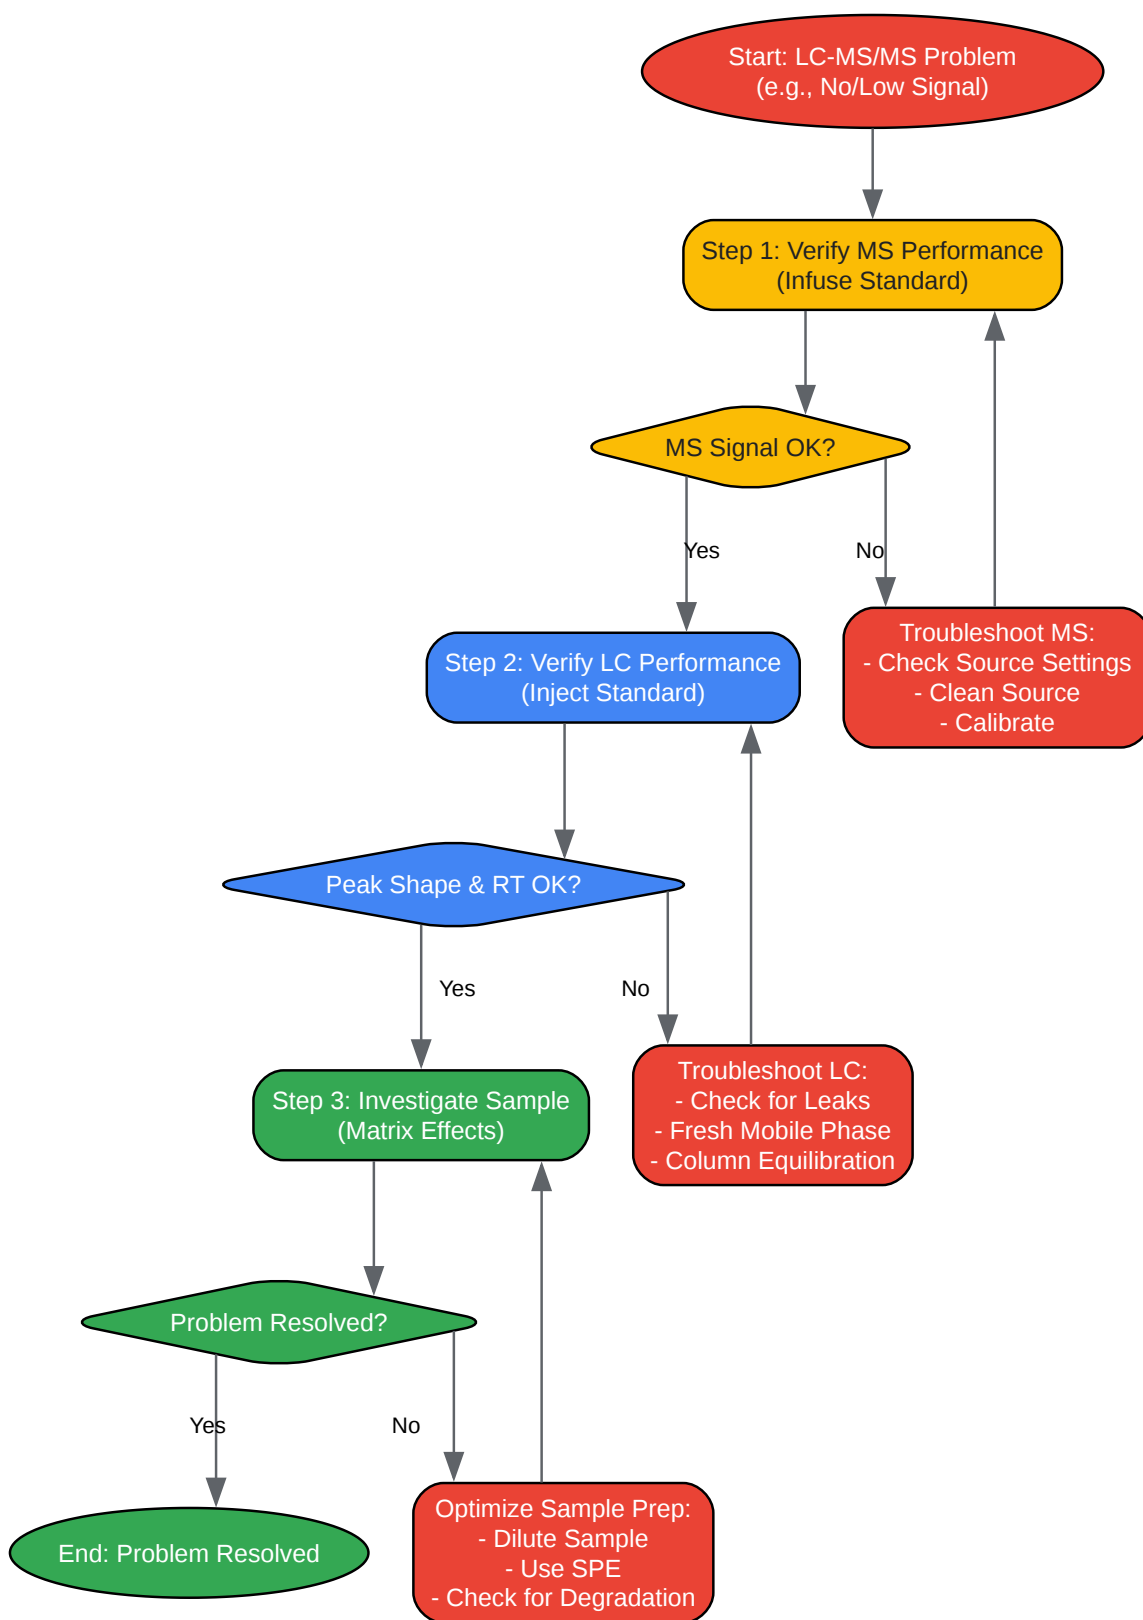 Start: LC-MS/MS Problem
(e.g., No/Low Signal)
Step 1: Verify MS Performance
(Infuse Standard)
MS Signal OK?
Yes
No
Step 2: Verify LC Performance
(Inject Standard)
Troubleshoot MS:
- Check Source Settings
- Clean Source
- Calibrate
Peak Shape & RT OK?
Yes
No
Step 3: Investigate Sample
(Matrix Effects)
Troubleshoot LC:
- Check for Leaks
- Fresh Mobile Phase
- Column Equilibration
Problem Resolved?
Yes
No
End: Problem Resolved
Optimize Sample Prep:
- Dilute Sample
- Use SPE
- Check for Degradation